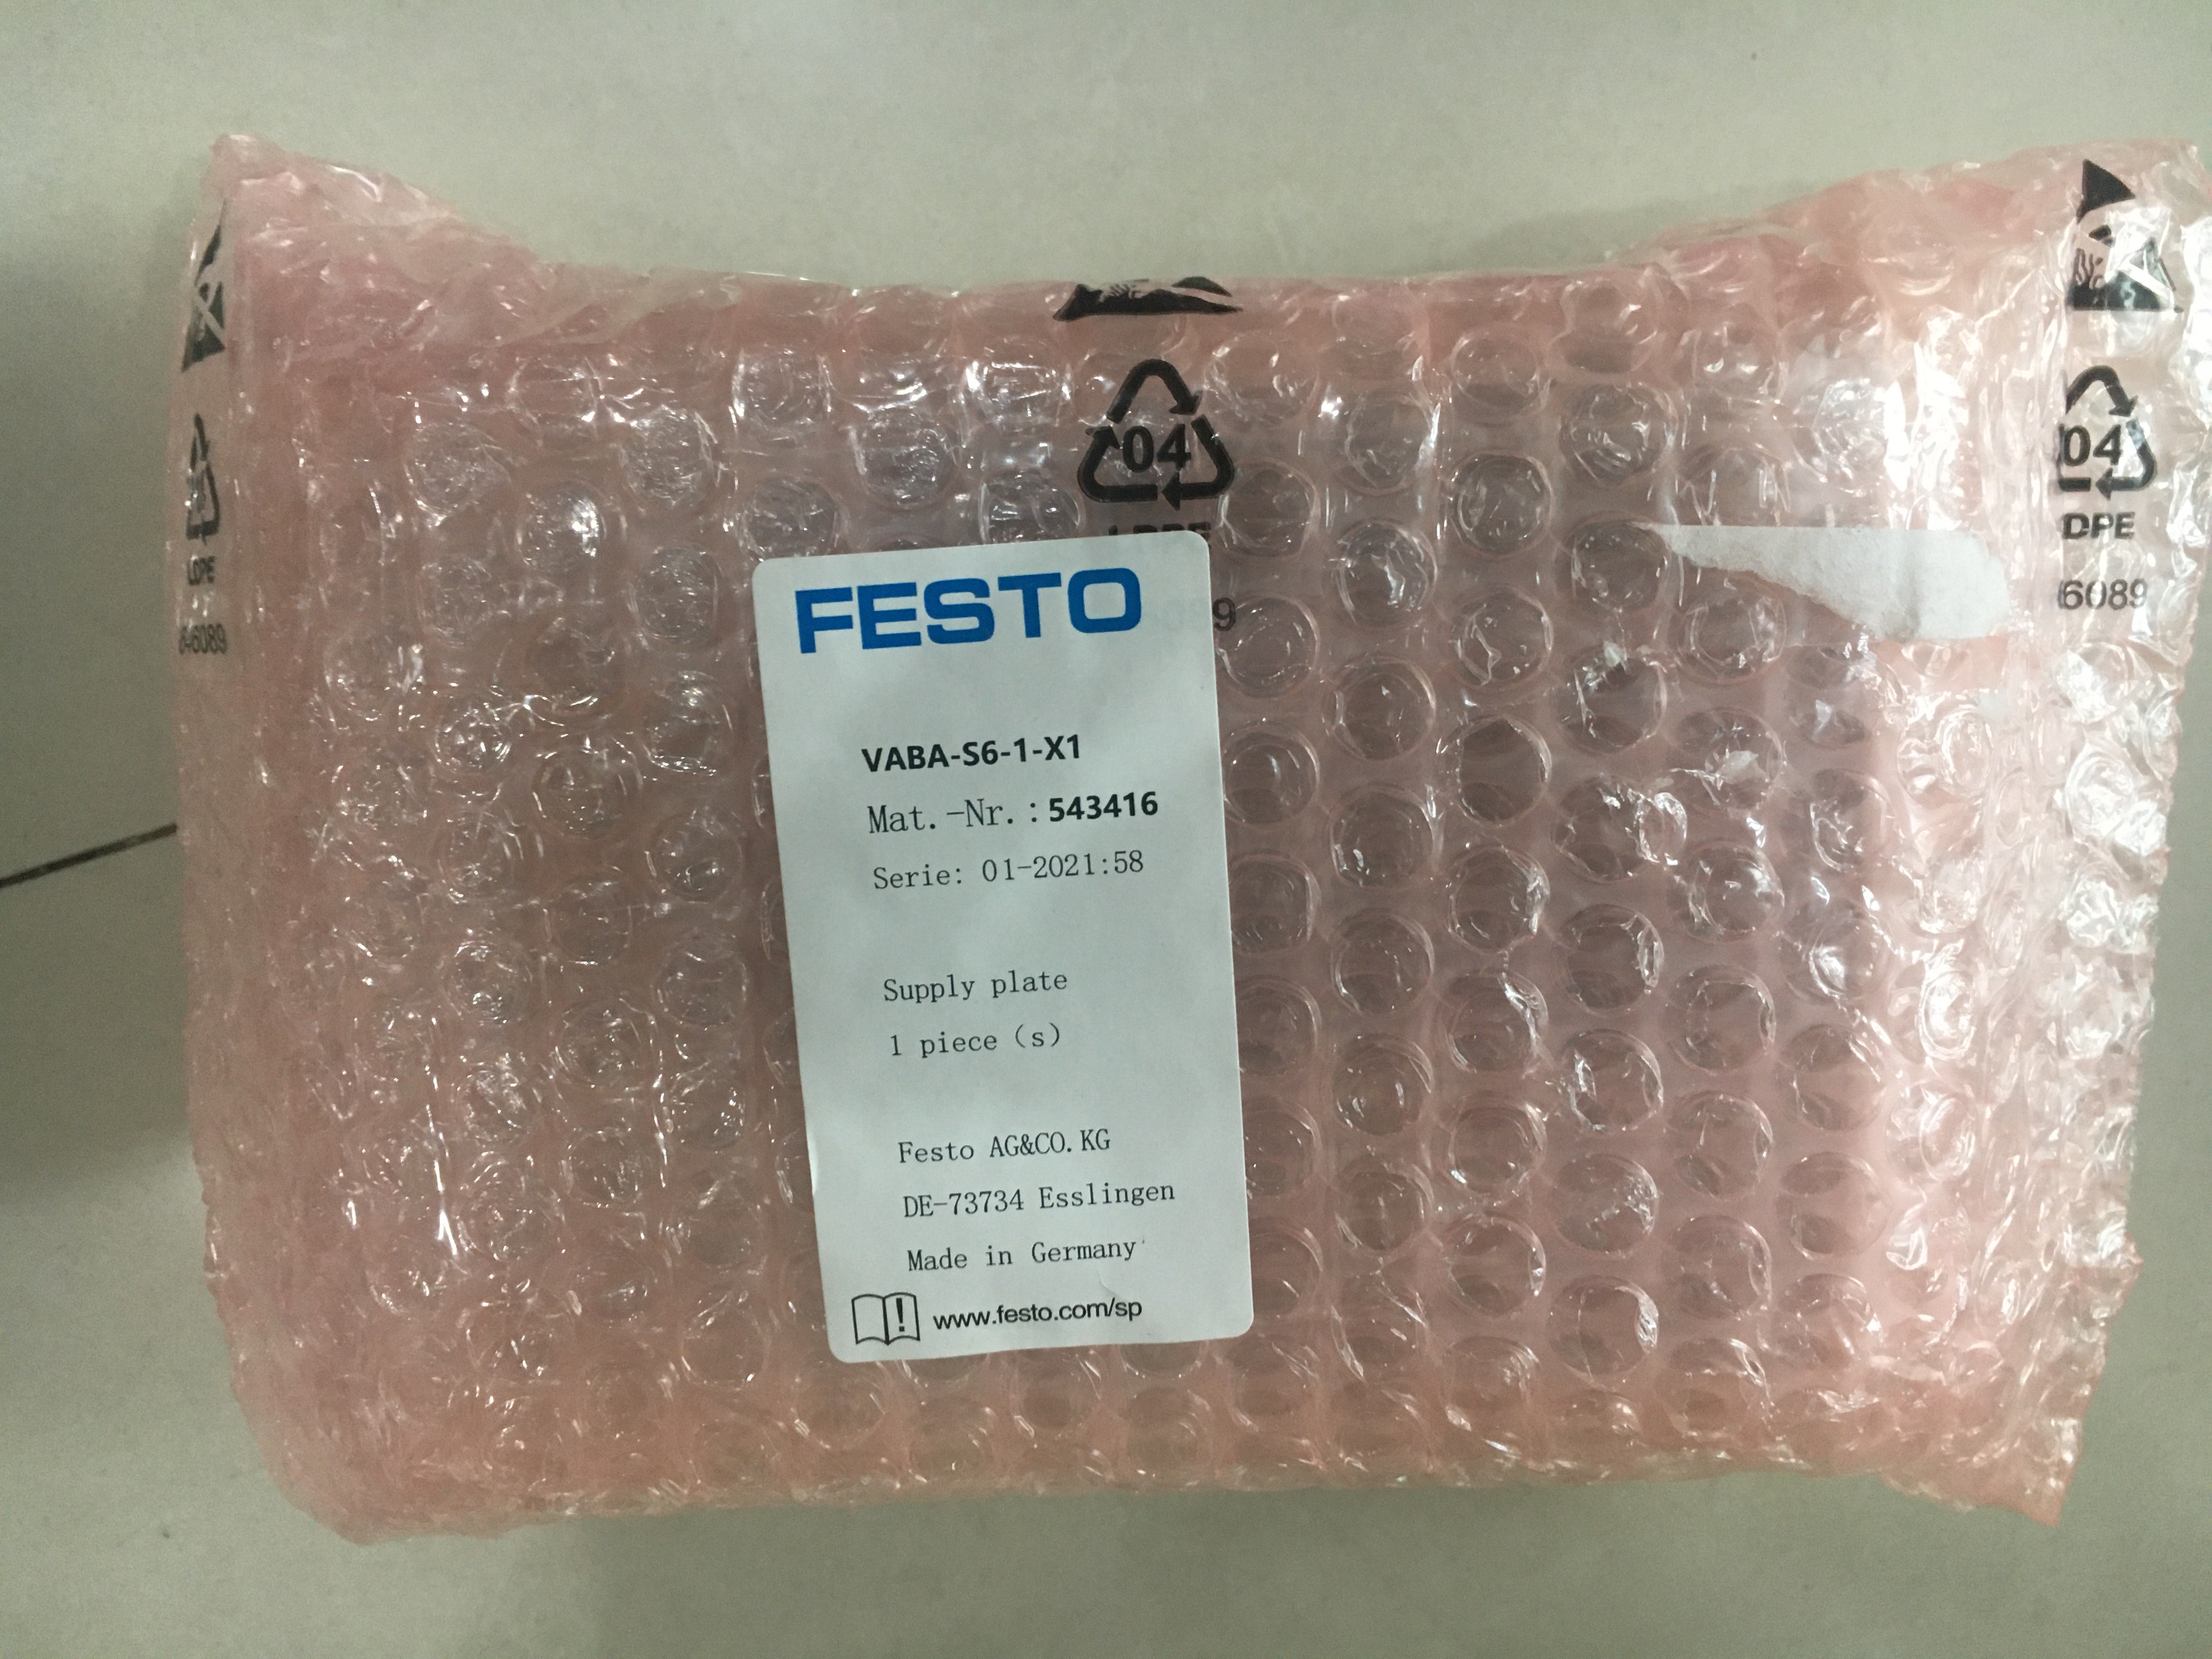 04
04
LDPE
DPE
6089
FESTO
VABA-S6-1-X1
Mat.-Nr.:543416
Serie: 01-2021:58
Supply plate
1 piece (s)
Festo AG&CO.KG
DE-73734 Esslingen
Made in Germany
www.festo.com/sp